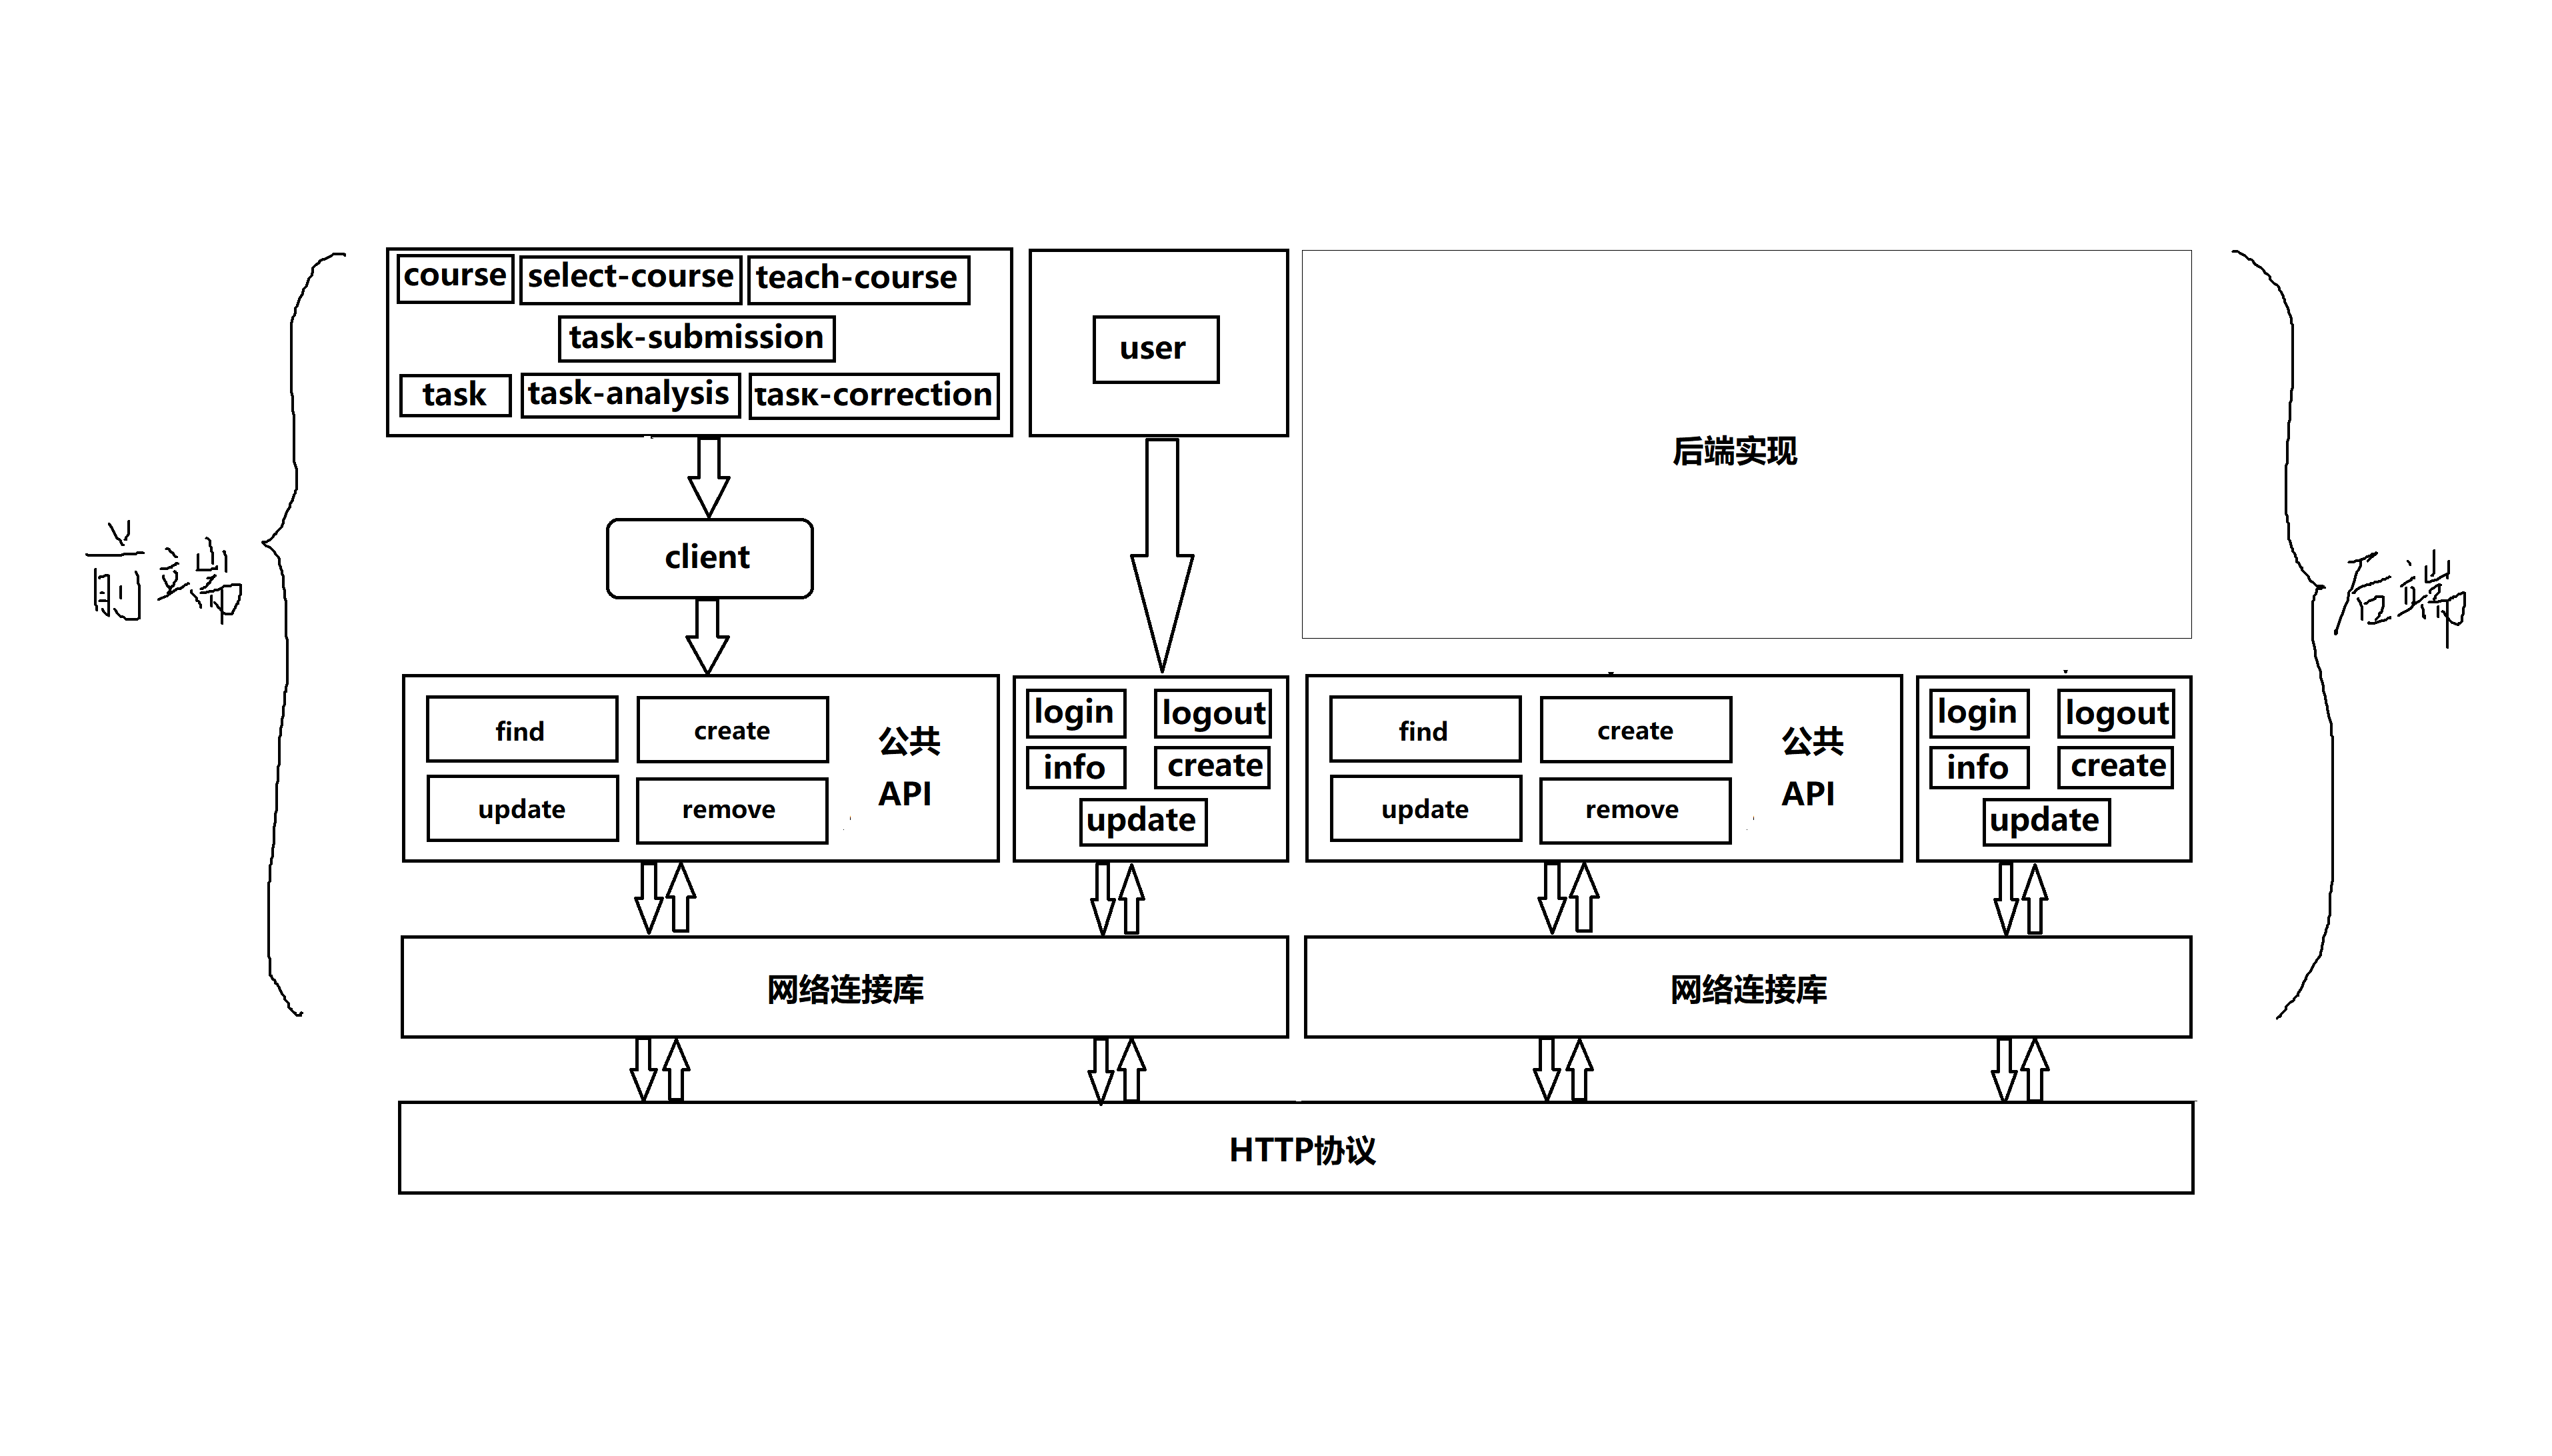 course select-course teach-course
task-submission
task task-analysis task-correction
user
后端实现
client
前端
后端
find create
update remove
公共
API
login logout
info create
update
find create
update remove
公共
API
login logout
info create
update
网络连接库
网络连接库
HTTP协议